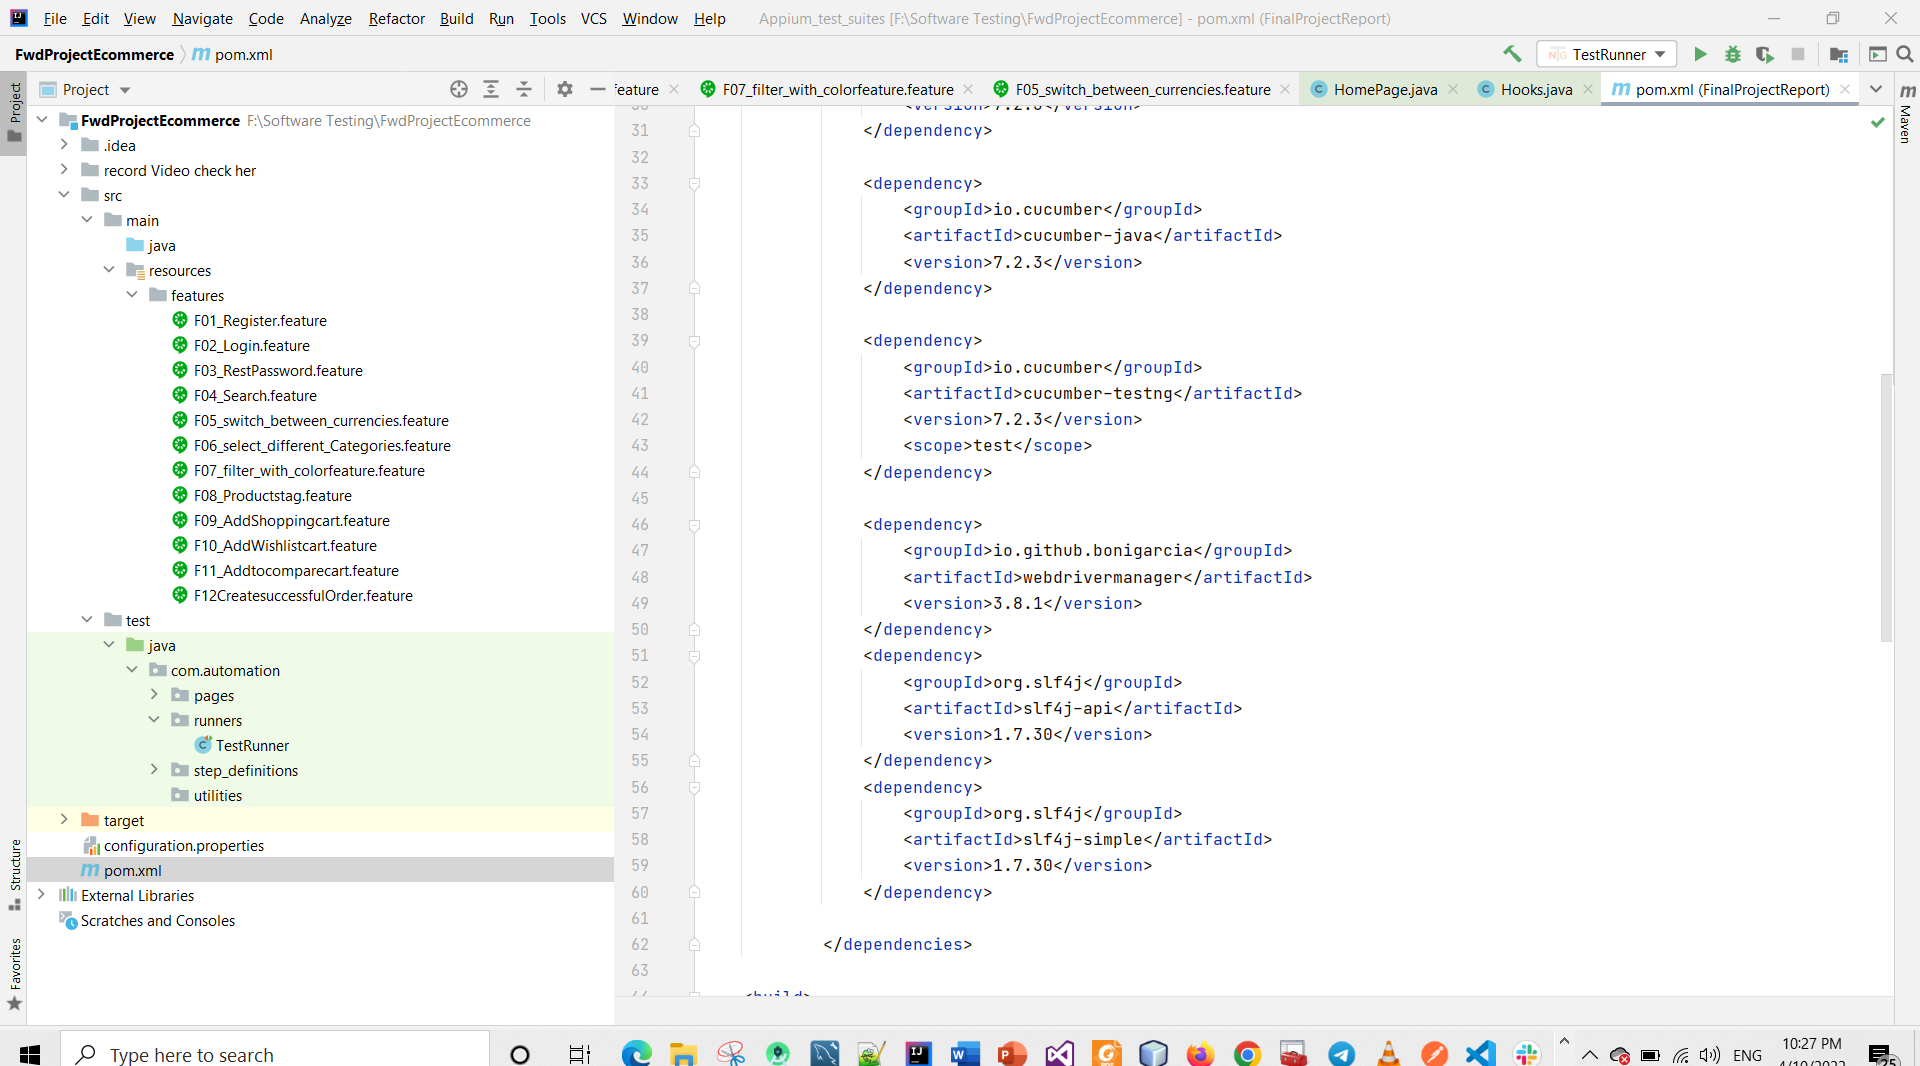 File Edit View Navigate Code Analyze Refactor Build Run Tools VCS Window Help Appium_test_suites [F:\Software Testing\FwdProjectEcommerce] - pom.xml (FinalProjectReport)
FwdProjectEcommerce pom.xml
TestRunner
Project
feature F07_filter_with_colorfeature.feature F05_switch_between_currencies.feature HomePage.java Hooks.java pom.xml (FinalProjectReport)
Project
Maven
Structure
Favorites
FwdProjectEcommerce F:\Software Testing\FwdProjectEcommerce
.idea
record Video check her
src
main
java
resources
features
F01_Register.feature
F02_Login.feature
F03_RestPassword.feature
F04_Search.feature
F05_switch_between_currencies.feature
F06_select_different_Categories.feature
F07_filter_with_colorfeature.feature
F08_Productstag.feature
F09_AddShoppingcart.feature
F10_AddWishlistcart.feature
F11_Addtocomparecart.feature
F12CreatesuccessfulOrder.feature
test
java
com.automation
pages
runners
TestRunner
step_definitions
utilities
target
configuration.properties
pom.xml
External Libraries
Scratches and Consoles
30 <version>7.2.3</version>
31 </dependency>
32
33 <dependency>
34 <groupId>io.cucumber</groupId>
35 <artifactId>cucumber-java</artifactId>
36 <version>7.2.3</version>
37 </dependency>
38
39 <dependency>
40 <groupId>io.cucumber</groupId>
41 <artifactId>cucumber-testng</artifactId>
42 <version>7.2.3</version>
43 <scope>test</scope>
44 </dependency>
45
46 <dependency>
47 <groupId>io.github.bonigarcia</groupId>
48 <artifactId>webdrivermanager</artifactId>
49 <version>3.8.1</version>
50 </dependency>
51 <dependency>
52 <groupId>org.slf4j</groupId>
53 <artifactId>slf4j-api</artifactId>
54 <version>1.7.30</version>
55 </dependency>
56 <dependency>
57 <groupId>org.slf4j</groupId>
58 <artifactId>slf4j-simple</artifactId>
59 <version>1.7.30</version>
60 </dependency>
61
62 </dependencies>
63
64 <build>
Type here to search
ENG
10:27 PM
4/10/2022
25